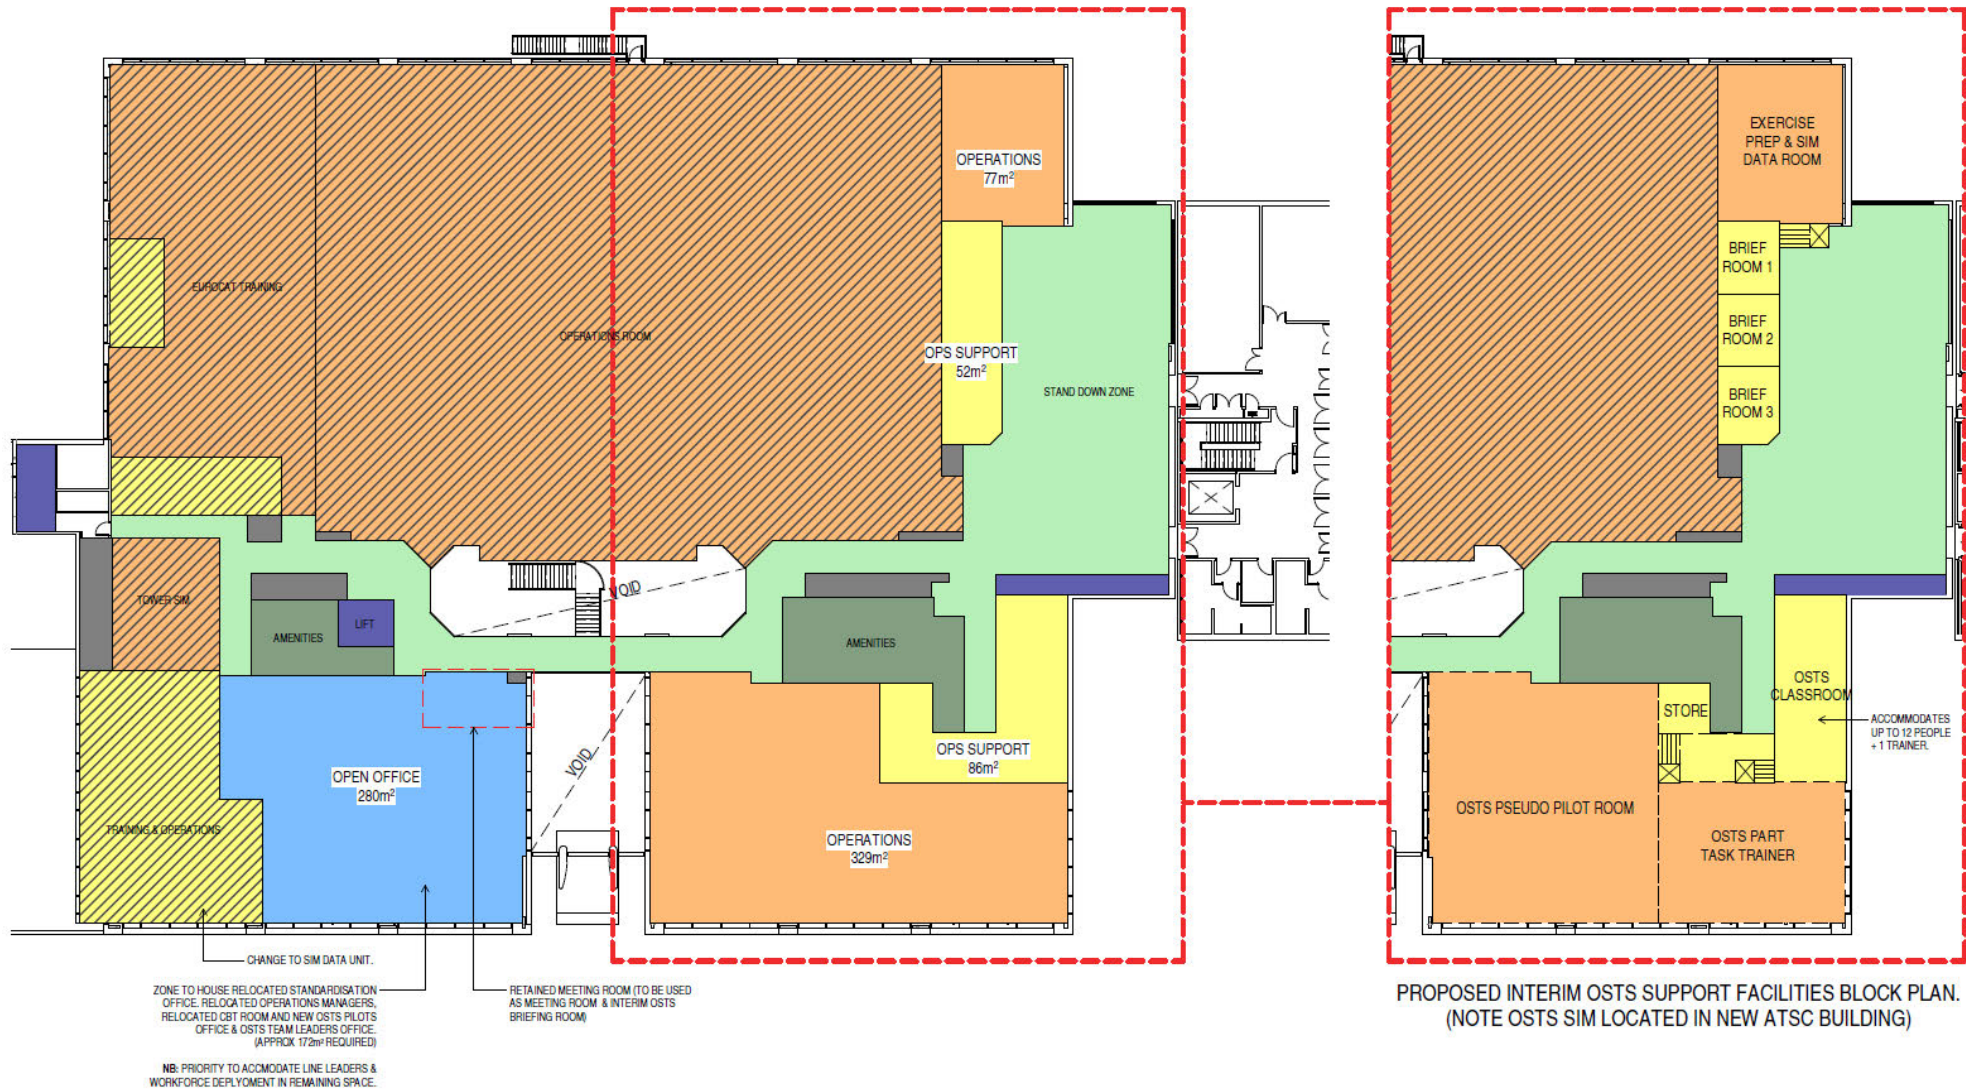 OPERATIONS
77m²
EUROCAT TRAINING
OPERATIONS ROOM
OPS SUPPORT
52m²
STAND DOWN ZONE
TOWER SIM
AMENITIES
LIFT
VOID
AMENITIES
OPEN OFFICE
280m²
VOID
OPS SUPPORT
86m²
TRAINING & OPERATIONS
OPERATIONS
329m²
CHANGE TO SIM DATA UNIT.
ZONE TO HOUSE RELOCATED STANDARDISATION
OFFICE. RELOCATED OPERATIONS MANAGERS,
RELOCATED CBT ROOM AND NEW OSTS PILOTS
OFFICE & OSTS TEAM LEADERS OFFICE.
(APPROX 172m² REQUIRED)
NB: PRIORITY TO ACCMODATE LINE LEADERS &
WORKFORCE DEPLYOMENT IN REMAINING SPACE.
RETAINED MEETING ROOM (TO BE USED
AS MEETING ROOM & INTERIM OSTS
BRIEFING ROOM)
EXERCISE
PREP & SIM
DATA ROOM
BRIEF
ROOM 1
BRIEF
ROOM 2
BRIEF
ROOM 3
OSTS
CLASSROOM
STORE
ACCOMMODATES
UP TO 12 PEOPLE
+ 1 TRAINER.
OSTS PSEUDO PILOT ROOM
OSTS PART
TASK TRAINER
PROPOSED INTERIM OSTS SUPPORT FACILITIES BLOCK PLAN.
(NOTE OSTS SIM LOCATED IN NEW ATSC BUILDING)